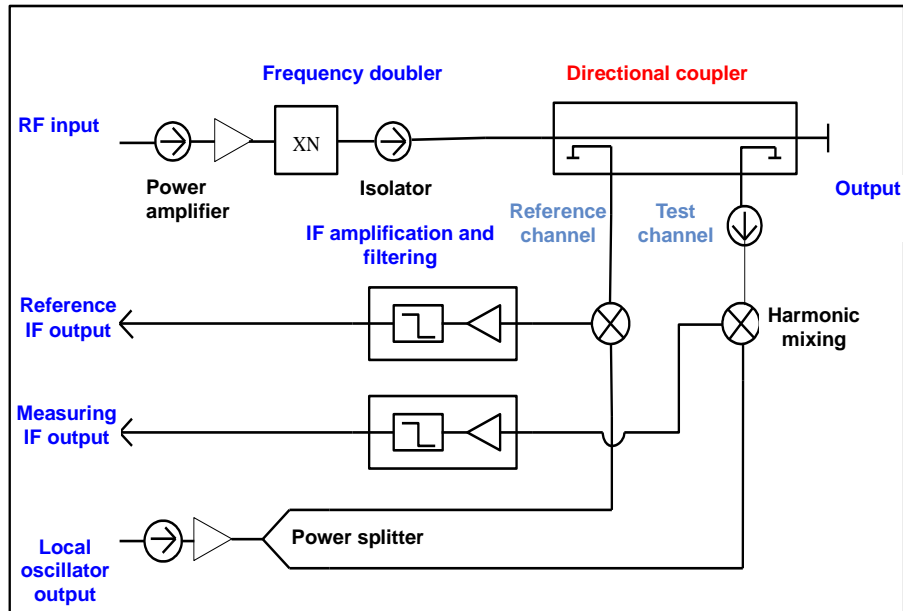 Frequency doubler
Directional coupler
RF input
XN
Power
amplifier
Isolator
Output
Reference
channel
Test
channel
IF amplification and
filtering
Reference
IF output
Harmonic
mixing
Measuring
IF output
Power splitter
Local
oscillator
output